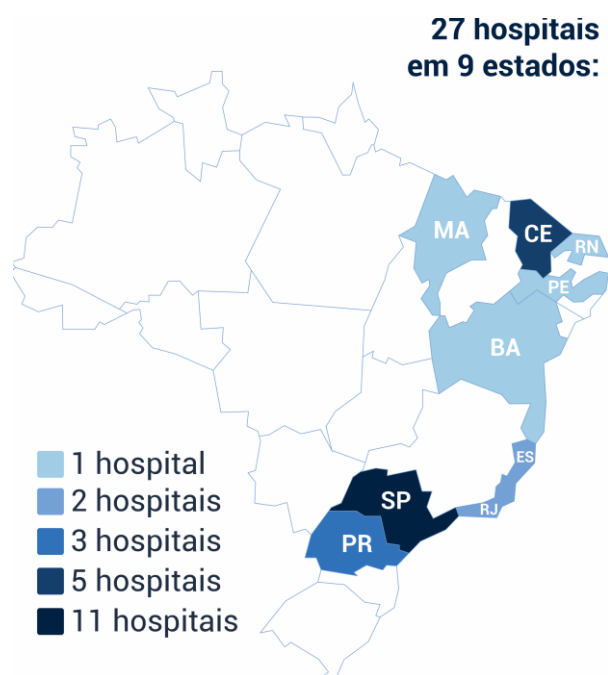 27 hospitais
em 9 estados:
MA
CE
RN
PE
BA
ES
RJ
SP
PR
1 hospital
2 hospitais
3 hospitais
5 hospitais
11 hospitais